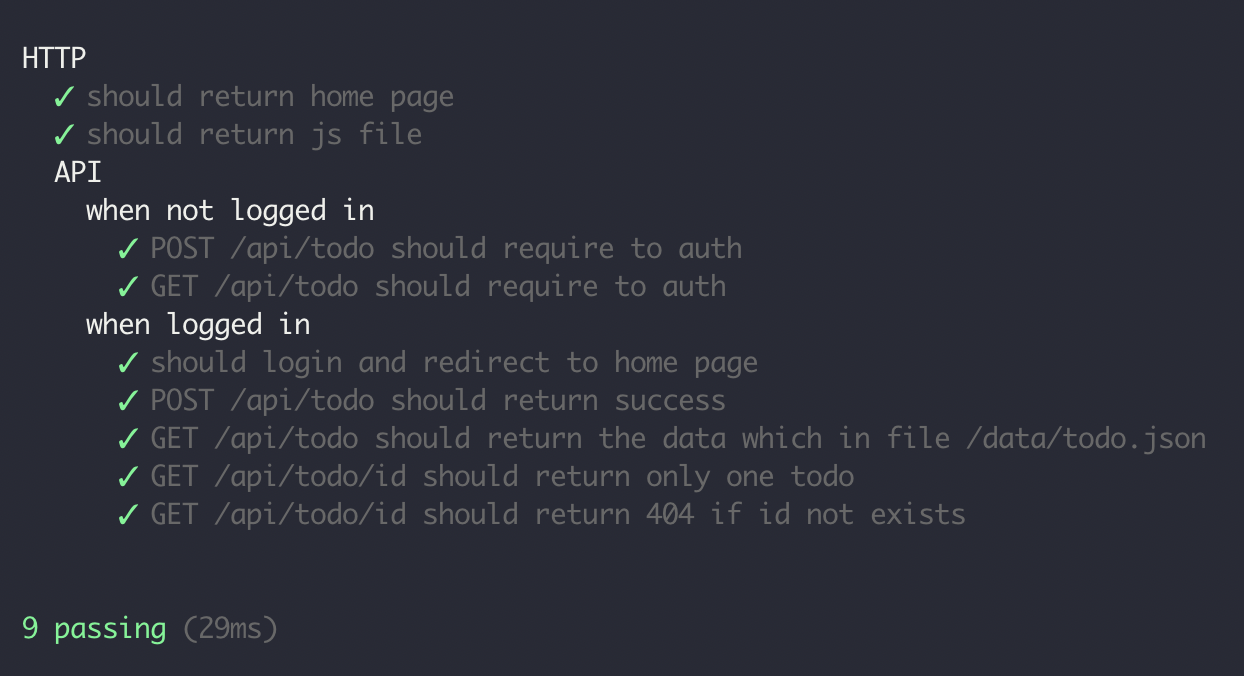 HTTP
✓ should return home page
✓ should return js file
API
when not logged in
✓ POST /api/todo should require to auth
✓ GET /api/todo should require to auth
when logged in
✓ should login and redirect to home page
✓ POST /api/todo should return success
✓ GET /api/todo should return the data which in file /data/todo.json
✓ GET /api/todo/id should return only one todo
✓ GET /api/todo/id should return 404 if id not exists
9 passing (29ms)